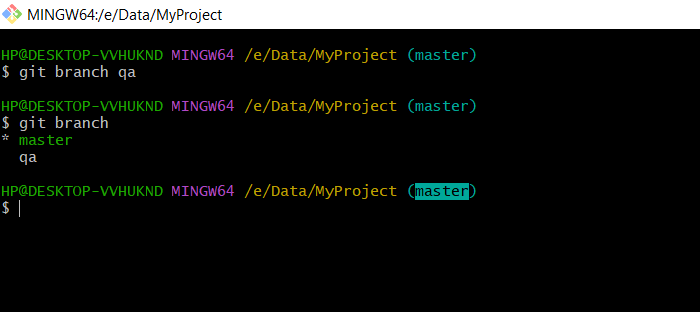 MINGW64:/e/Data/MyProject
HP@DESKTOP-VVHUKND MINGW64 /e/Data/MyProject (master)
$ git branch qa
HP@DESKTOP-VVHUKND MINGW64 /e/Data/MyProject (master)
$ git branch
* master
  qa
HP@DESKTOP-VVHUKND MINGW64 /e/Data/MyProject (master)
$